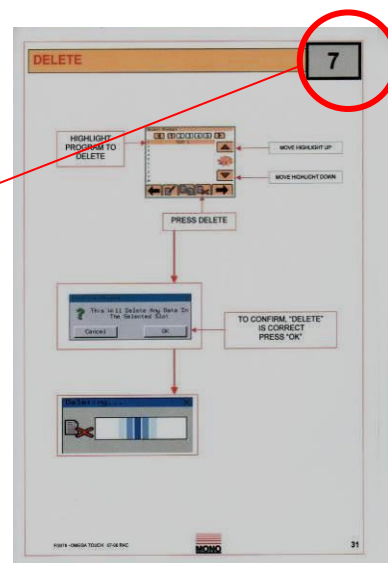 DELETE
7
HIGHLIGHT
PROGRAM TO
DELETE
MOVE HIGHLIGHT UP
MOVE HIGHLIGHT DOWN
PRESS DELETE
This Will Delete Any Data In
The Selected Slot
Cancel
OK
TO CONFIRM, "DELETE"
IS CORRECT
PRESS "OK"
Deleting...
MONO
31